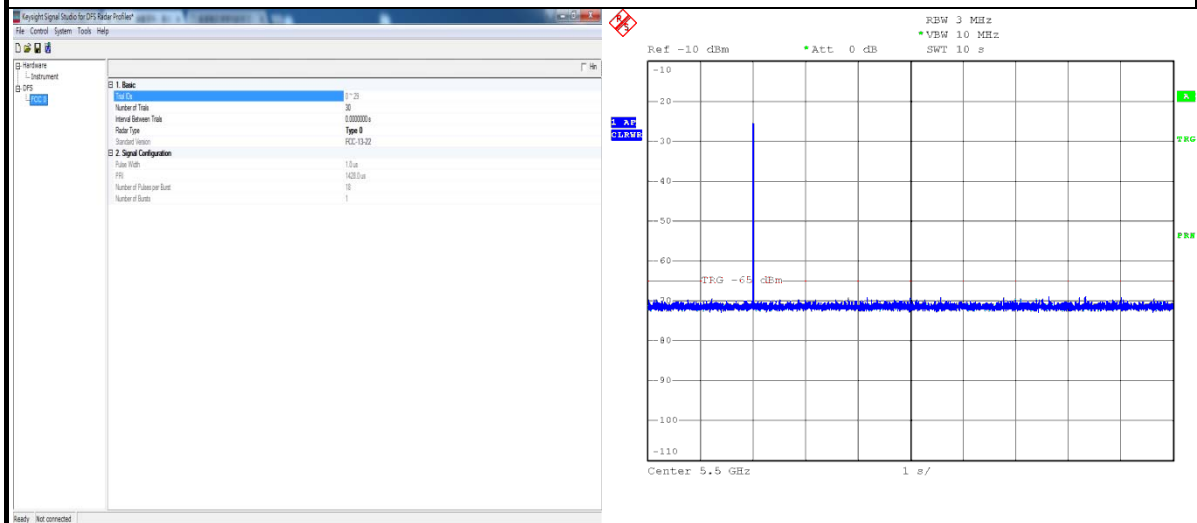 Keysight Signal Studio for DFS Radar Profiles*
File Control System Tools Help
Hardware
Instrument
DFS
FCC 0
Hin
1. Basic
Trial IDs 0 ~ 29
Number of Trials 30
Interval Between Trials 0.0000000 s
Radar Type Type 0
Standard Version FCC-13-22
2. Signal Configuration
Pulse Width 1.0 us
PRI 1428.0 us
Number of Pulses per Burst 18
Number of Bursts 1
Ready Not connected
R S
RBW 3 MHz
*VBW 10 MHz
Ref -10 dBm *Att 0 dB SWT 10 s
-10
-20
-30
-40
-50
-60
TRG -65 dBm
-70
-80
-90
-100
-110
1 AP
CLRWR
A
TRG
PRN
Center 5.5 GHz 1 s/